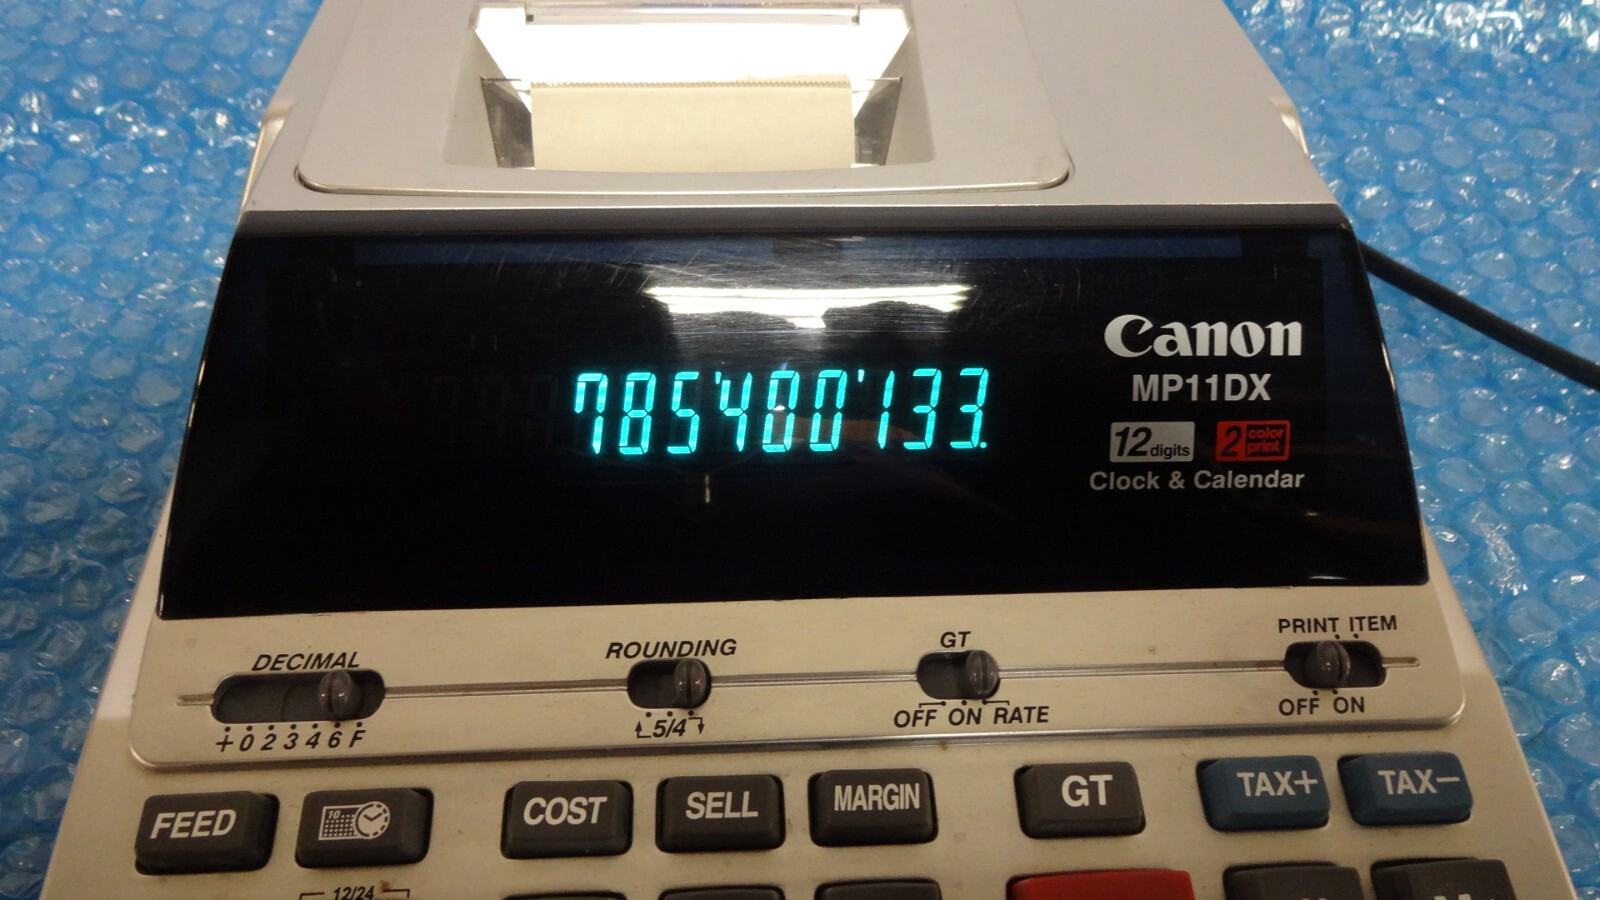 Canon
MP11DX
12 digits 2 color print
Clock & Calendar
785'480'133.
DECIMAL
+ 0 2 3 4 6 F
ROUNDING
5/4
GT
OFF ON RATE
PRINT ITEM
OFF ON
FEED
10...
COST
SELL
MARGIN
GT
TAX+
TAX−
12/24